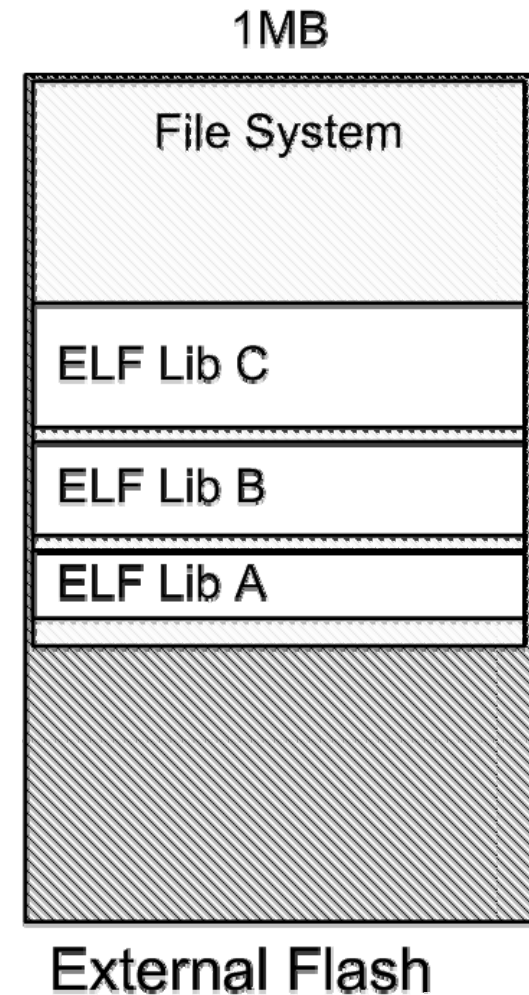 1MB
File System
ELF Lib C
ELF Lib B
ELF Lib A
External Flash